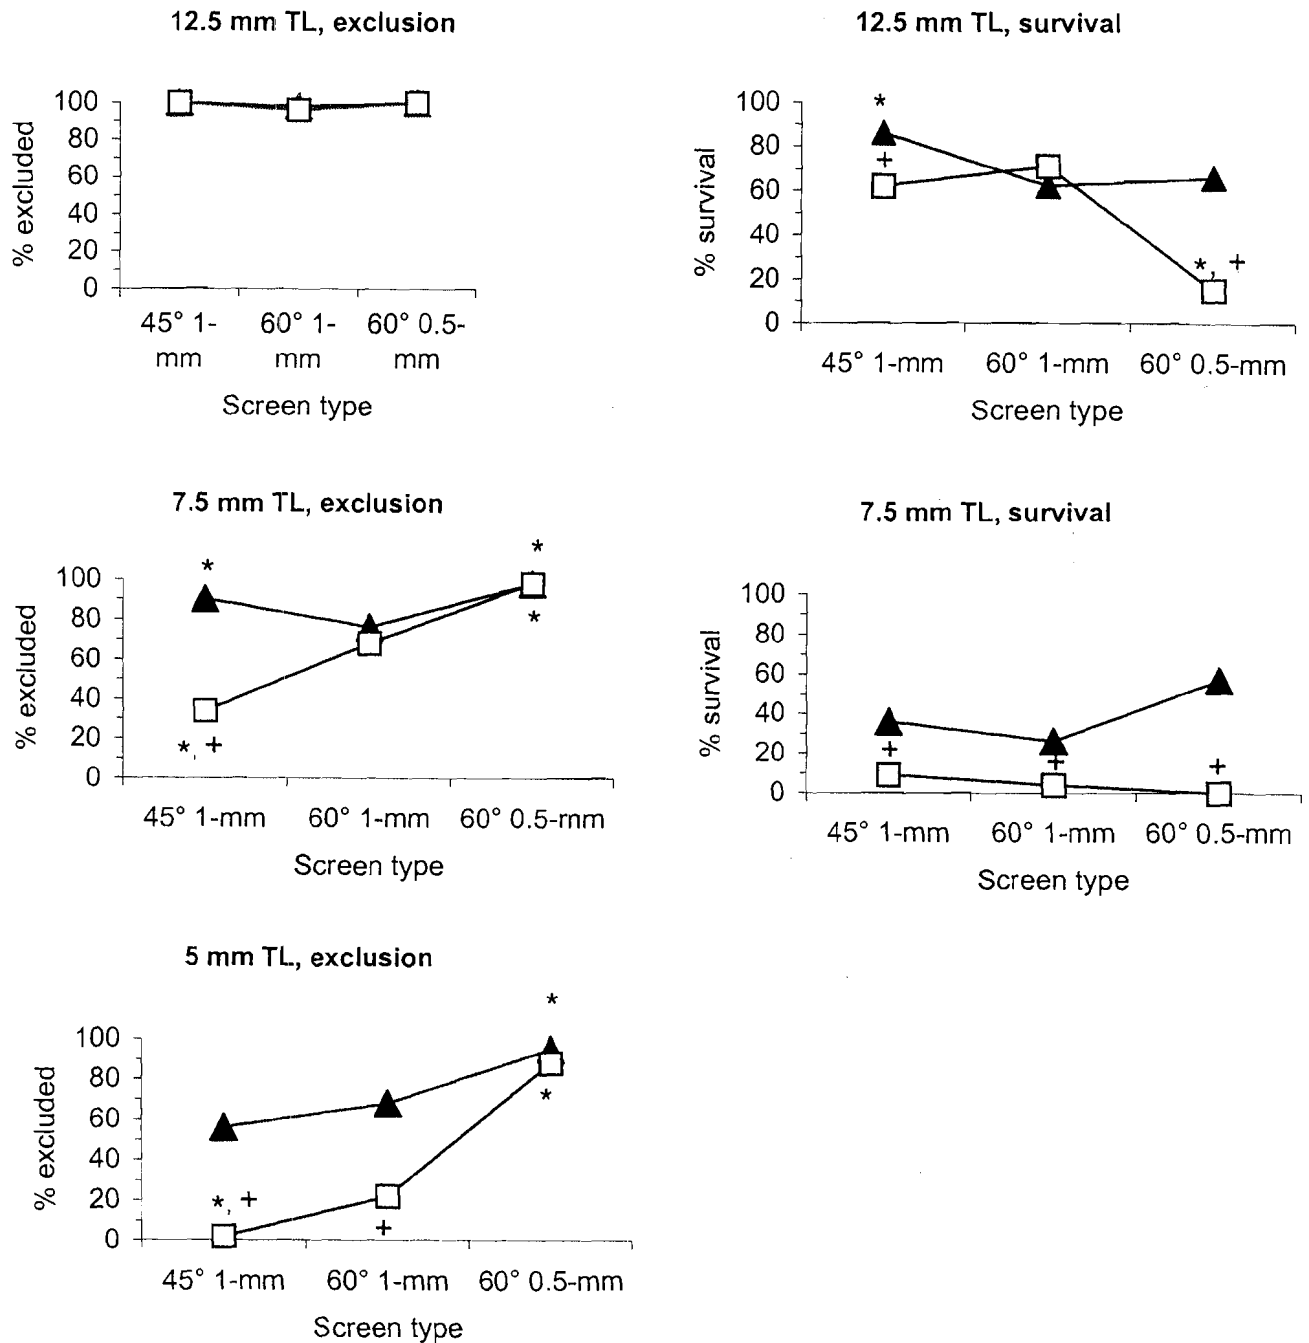 12.5 mm TL, exclusion
100
80
60
40
20
0
% excluded
45° 1-mm
60° 1-mm
60° 0.5-mm
Screen type
12.5 mm TL, survival
100
80
60
40
20
0
% survival
*
+
*, +
45° 1-mm
60° 1-mm
60° 0.5-mm
Screen type
7.5 mm TL, exclusion
100
80
60
40
20
0
% excluded
*
*
*
*, +
45° 1-mm
60° 1-mm
60° 0.5-mm
Screen type
7.5 mm TL, survival
100
80
60
40
20
0
% survival
+
+
+
45° 1-mm
60° 1-mm
60° 0.5-mm
Screen type
5 mm TL, exclusion
100
80
60
40
20
0
% excluded
*
*
*, +
+
45° 1-mm
60° 1-mm
60° 0.5-mm
Screen type